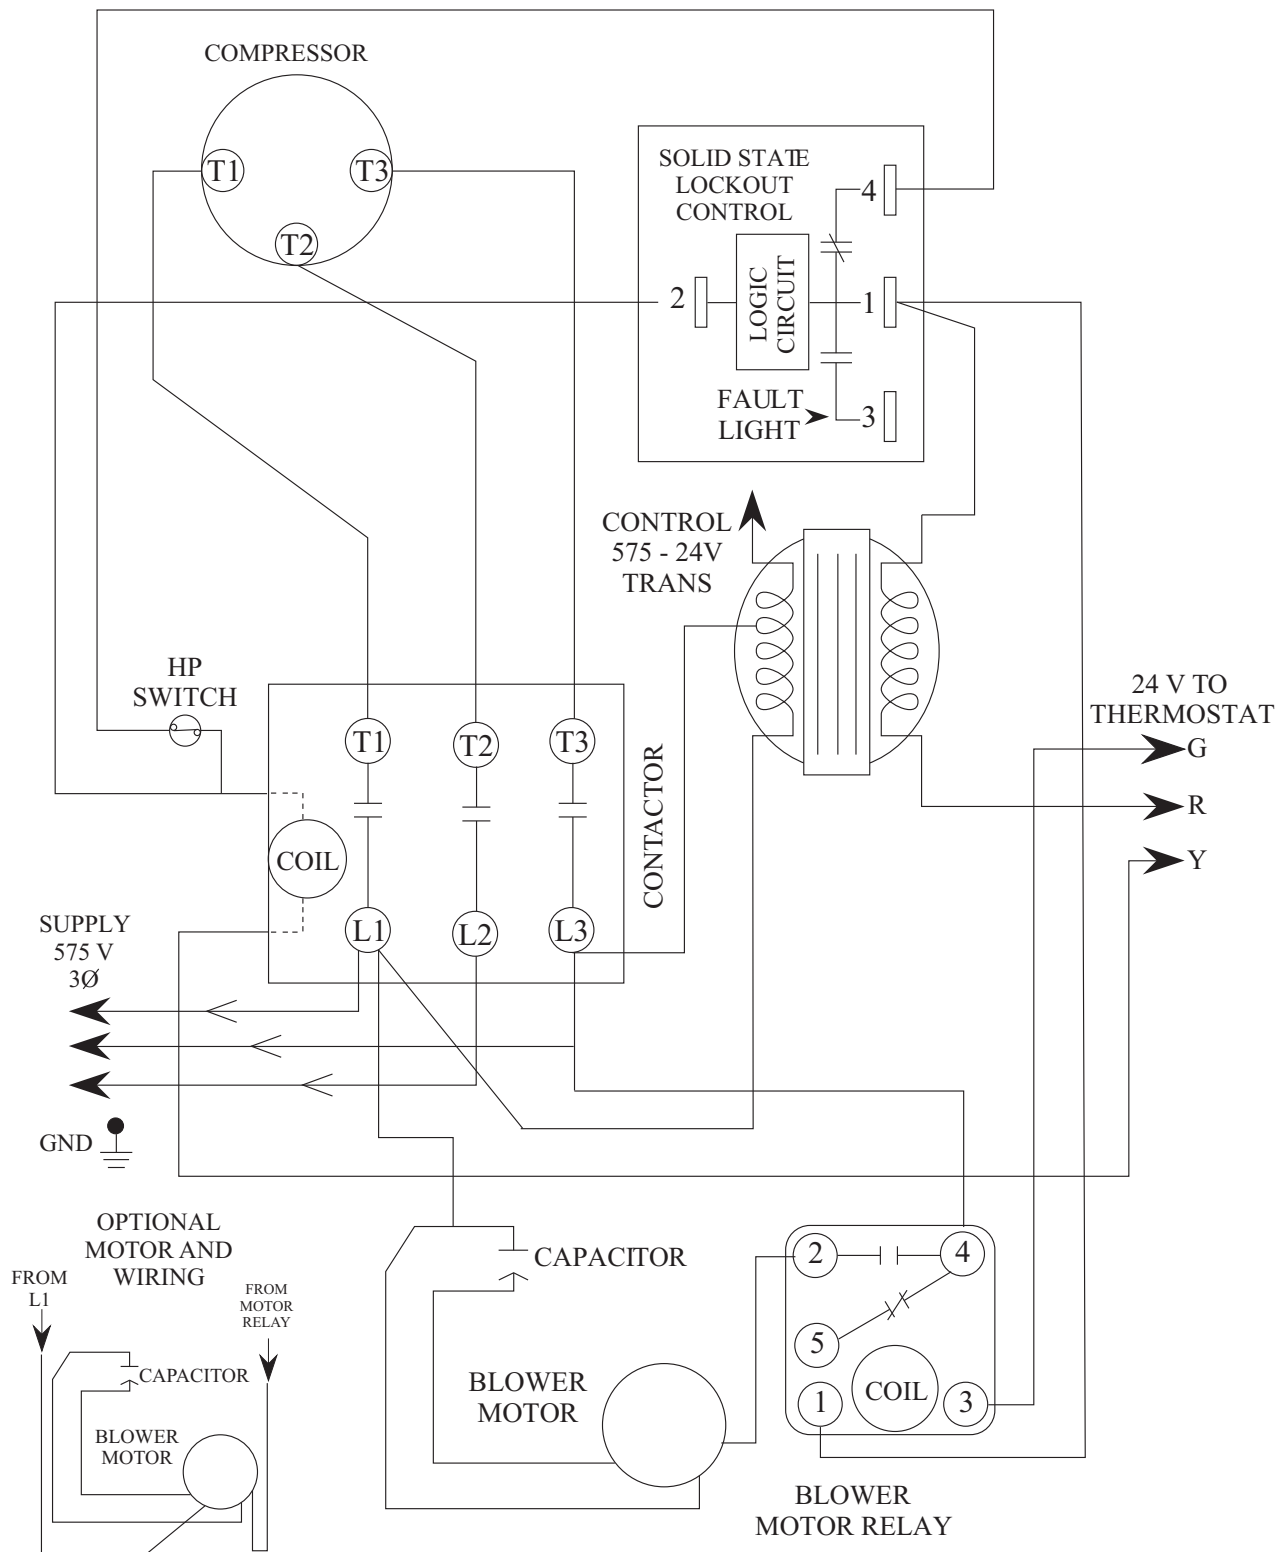 COMPRESSOR
T1
T3
T2
SOLID STATE
LOCKOUT
CONTROL
4
2
LOGIC
CIRCUIT
1
FAULT
LIGHT
3
CONTROL
575 - 24V
TRANS
HP
SWITCH
24 V TO
THERMOSTAT
G
R
Y
T1
T2
T3
CONTACTOR
COIL
L1
L2
L3
SUPPLY
575 V
3Ø
GND
OPTIONAL
MOTOR AND
WIRING
FROM
L1
FROM
MOTOR
RELAY
CAPACITOR
BLOWER
MOTOR
CAPACITOR
BLOWER
MOTOR
2
4
5
1
COIL
3
BLOWER
MOTOR RELAY